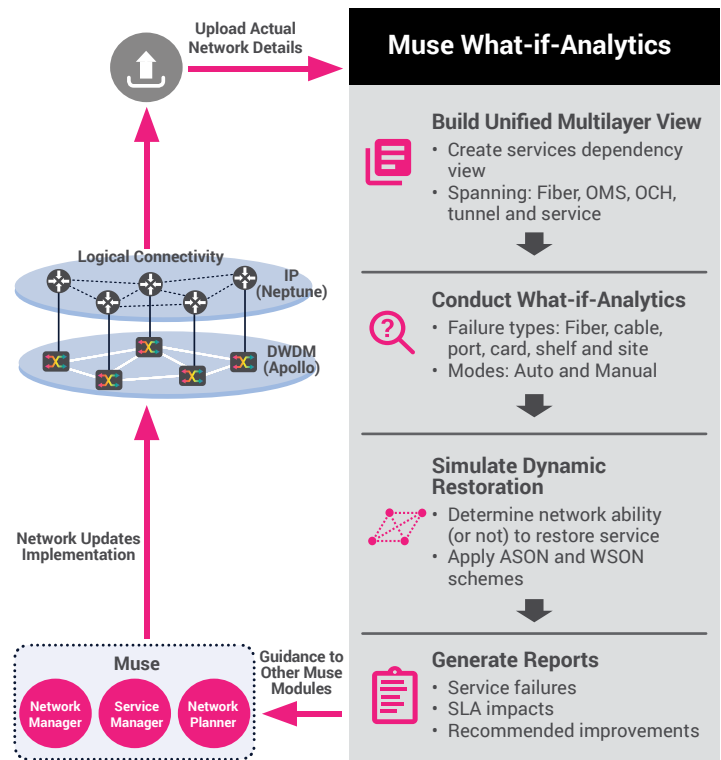 Upload Actual
Network Details
Muse What-if-Analytics
Build Unified Multilayer View
• Create services dependency
view
• Spanning: Fiber, OMS, OCH,
tunnel and service
Logical Connectivity
IP
(Neptune)
DWDM
(Apollo)
Conduct What-if-Analytics
• Failure types: Fiber, cable,
port, card, shelf and site
• Modes: Auto and Manual
Simulate Dynamic
Restoration
• Determine network ability
(or not) to restore service
• Apply ASON and WSON
schemes
Network Updates
Implementation
Generate Reports
• Service failures
• SLA impacts
• Recommended improvements
Guidance to
Other Muse
Modules
Muse
Network
Manager
Service
Manager
Network
Planner